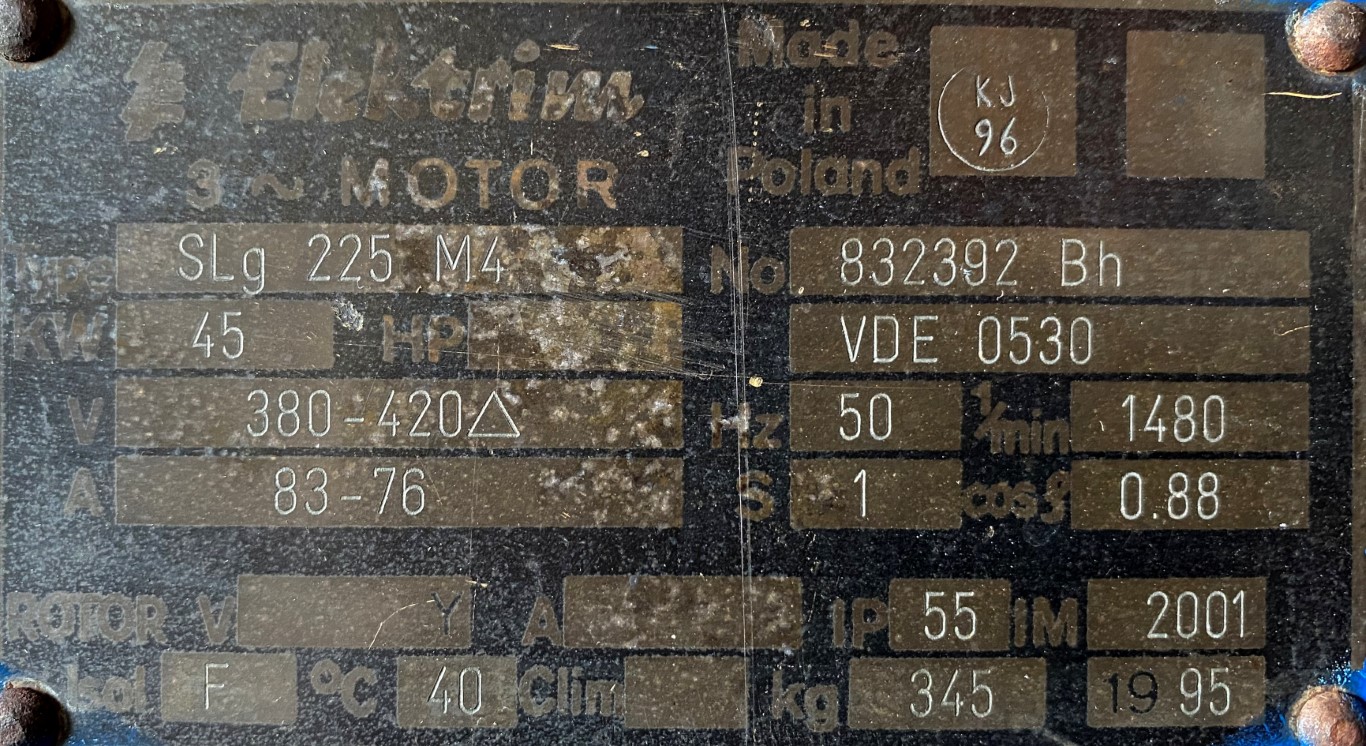 Elektrim
Made in Poland
KJ 96
3 ~ MOTOR
Type SLg 225 M4 No 832392 Bh
kW 45 HP VDE 0530
V 380-420△ Hz 50 1/min 1480
A 83-76 S 1 cosφ 0.88
ROTOR V Y A IP 55 IM 2001
Isol F °C 40 Clim kg 345 1995